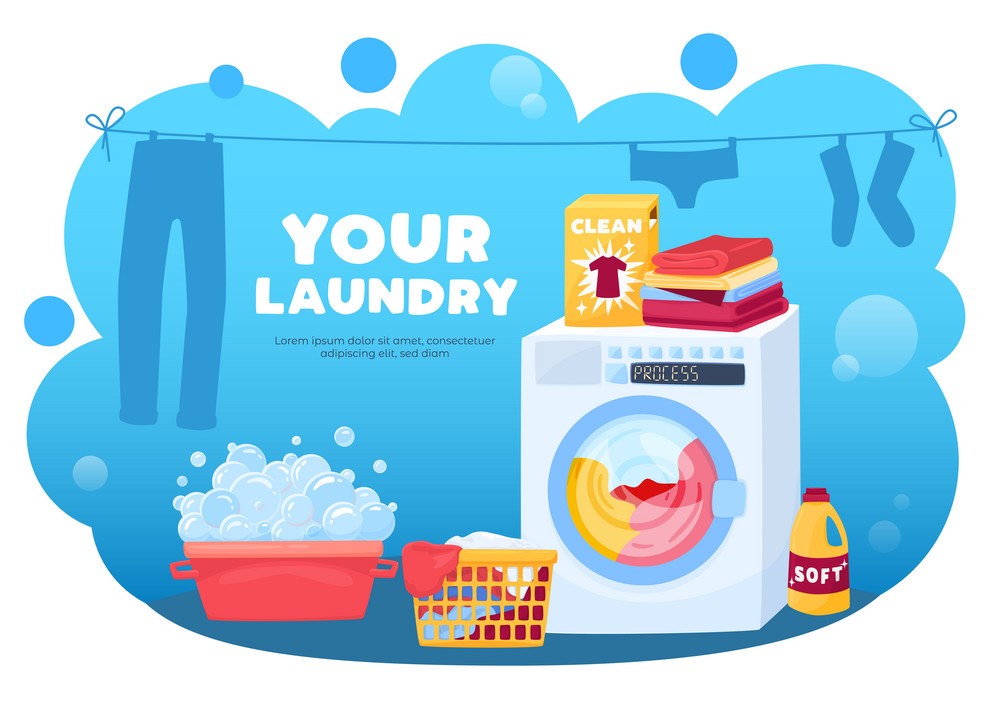 YOUR
LAUNDRY
Lorem ipsum dolor sit amet, consectetuer
adipiscing elit, sed diam
CLEAN
PROCESS
SOFT